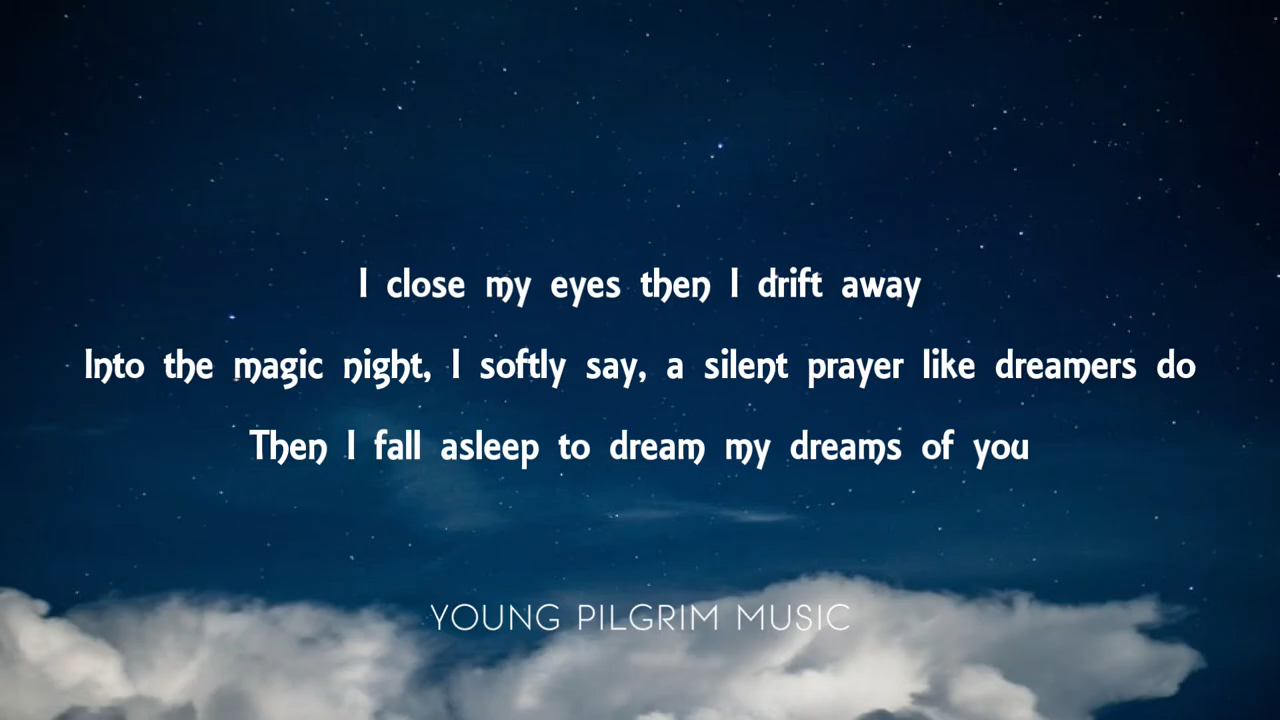 I close my eyes then I drift away
Into the magic night, I softly say, a silent prayer like dreamers do
Then I fall asleep to dream my dreams of you
YOUNG PILGRIM MUSIC